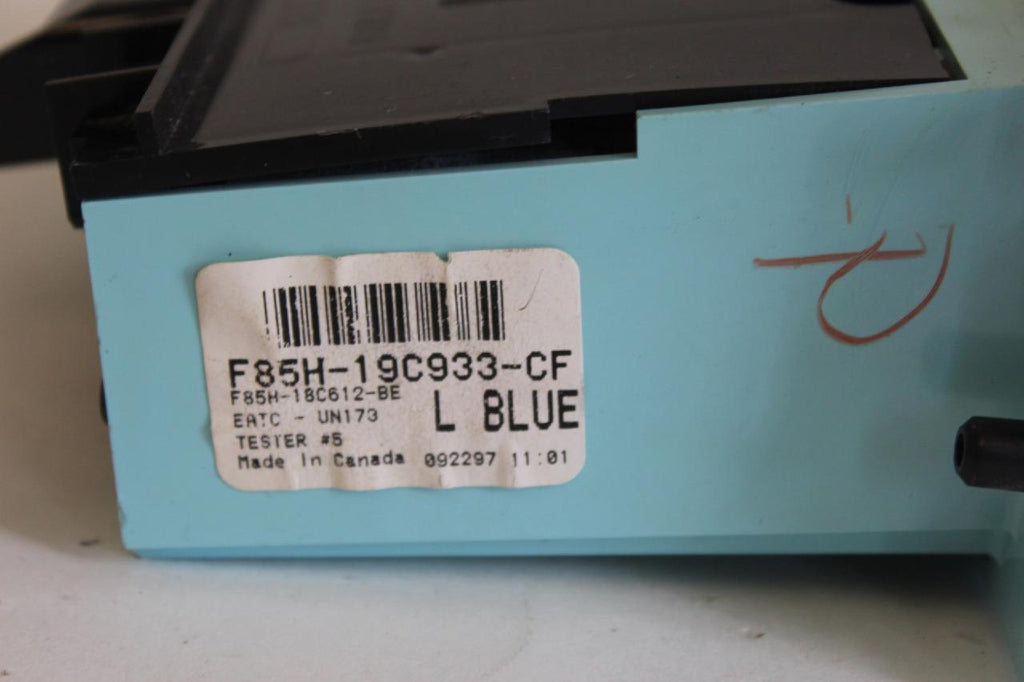 F85H-19C933-CF
F85H-18C612-BE
L BLUE
EATC - UN173
TESTER #5
Made In Canada 092297 11:01